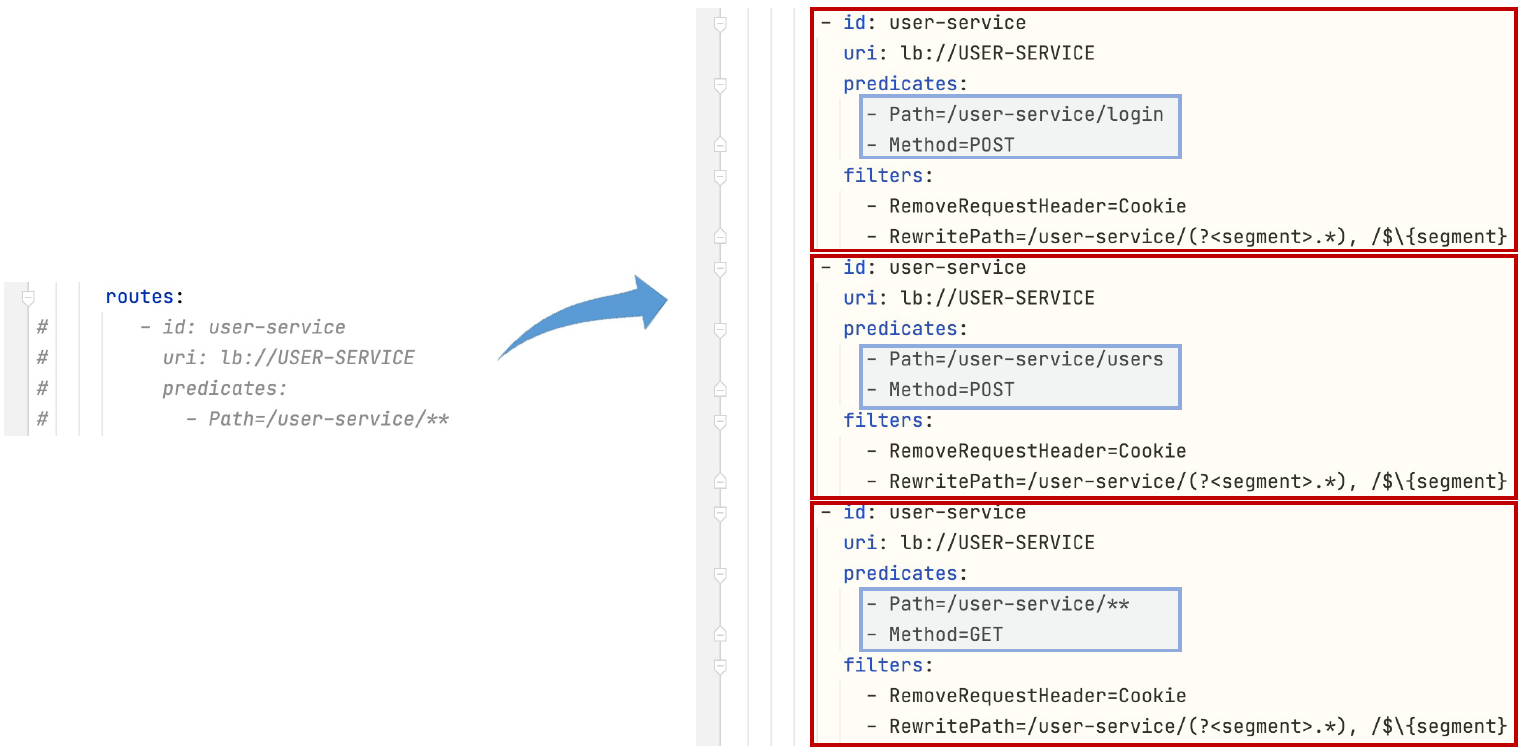 routes:
# - id: user-service
# uri: lb://USER-SERVICE
# predicates:
# - Path=/user-service/**
- id: user-service
uri: lb://USER-SERVICE
predicates:
- Path=/user-service/login
- Method=POST
filters:
- RemoveRequestHeader=Cookie
- RewritePath=/user-service/(?<segment>.*), /$\{segment}
- id: user-service
uri: lb://USER-SERVICE
predicates:
- Path=/user-service/users
- Method=POST
filters:
- RemoveRequestHeader=Cookie
- RewritePath=/user-service/(?<segment>.*), /$\{segment}
- id: user-service
uri: lb://USER-SERVICE
predicates:
- Path=/user-service/**
- Method=GET
filters:
- RemoveRequestHeader=Cookie
- RewritePath=/user-service/(?<segment>.*), /$\{segment}